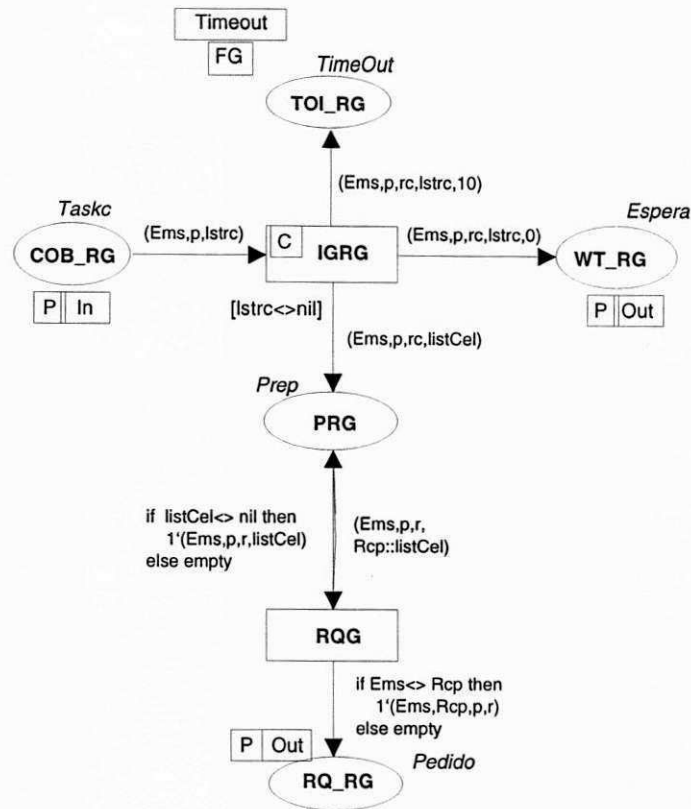 Timeout
FG
TimeOut
TOI_RG
(Ems,p,rc,lstrc,10)
Taskc
COB_RG
P In
(Ems,p,lstrc)
C IGRG
(Ems,p,rc,lstrc,0)
Espera
WT_RG
P Out
[lstrc<>nil]
(Ems,p,rc,listCel)
Prep
PRG
if listCel<> nil then
1‘(Ems,p,r,listCel)
else empty
(Ems,p,r,
Rcp::listCel)
RQG
if Ems<> Rcp then
1‘(Ems,Rcp,p,r)
else empty
P Out
Pedido
RQ_RG